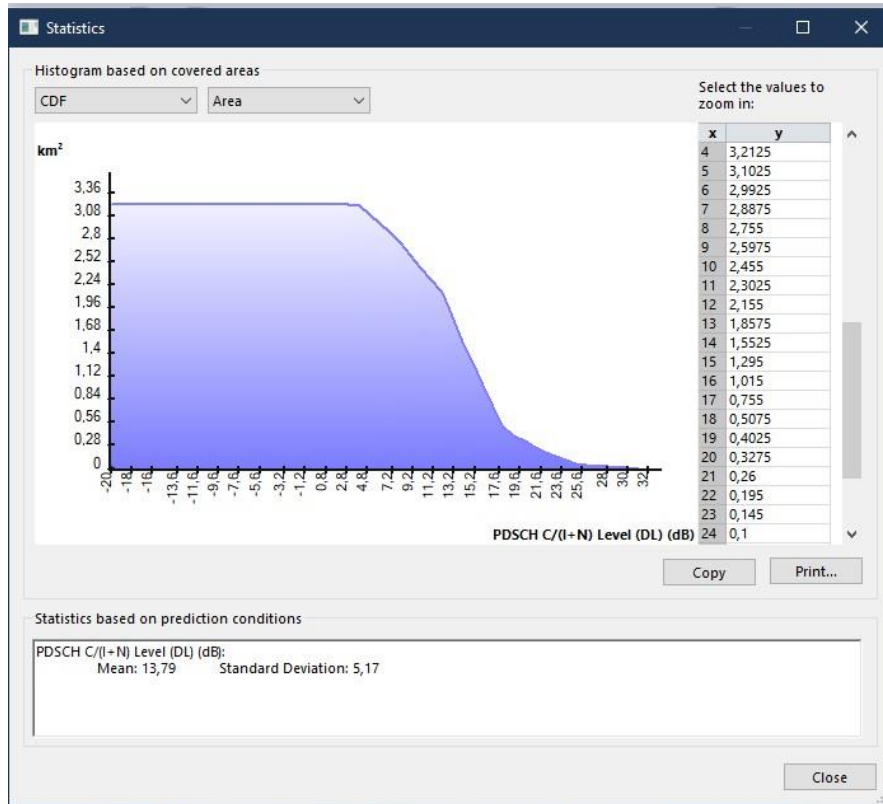 Statistics
Histogram based on covered areas
CDF
Area
Select the values to
zoom in:
km²
3,36
3,08
2,8
2,52
2,24
1,96
1,68
1,4
1,12
0,84
0,56
0,28
0
-20 -18 -16 -13,6 -11,6 -9,6 -7,6 -5,6 -3,2 -1,2 0,8 2,8 4,8 7,2 9,2 11,2 13,2 15,2 17,6 19,6 21,6 23,6 25,6 28 30 32
PDSCH C/(I+N) Level (DL) (dB)
x y
4 3,2125
5 3,1025
6 2,9925
7 2,8875
8 2,755
9 2,5975
10 2,455
11 2,3025
12 2,155
13 1,8575
14 1,5525
15 1,295
16 1,015
17 0,755
18 0,5075
19 0,4025
20 0,3275
21 0,26
22 0,195
23 0,145
24 0,1
Copy
Print...
Statistics based on prediction conditions
PDSCH C/(I+N) Level (DL) (dB):
Mean: 13,79 Standard Deviation: 5,17
Close